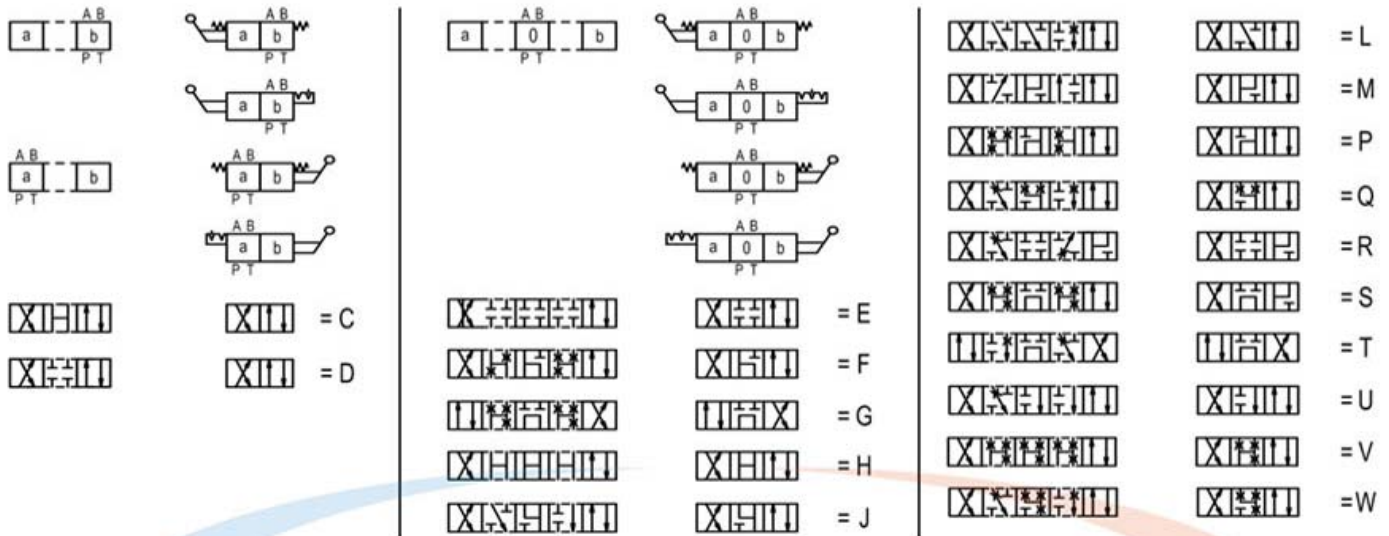 A B A B
a b a b
P T P T
A B
a b
P T
A B A B
a b a b
P T P T
A B
a b
P T
= C
= D
A B A B
a 0 b a 0 b
P T P T
A B
a 0 b
P T
A B
a 0 b
P T
A B
a 0 b
P T
= E
= F
= G
= H
= J
= L
= M
= P
= Q
= R
= S
= T
= U
= V
= W